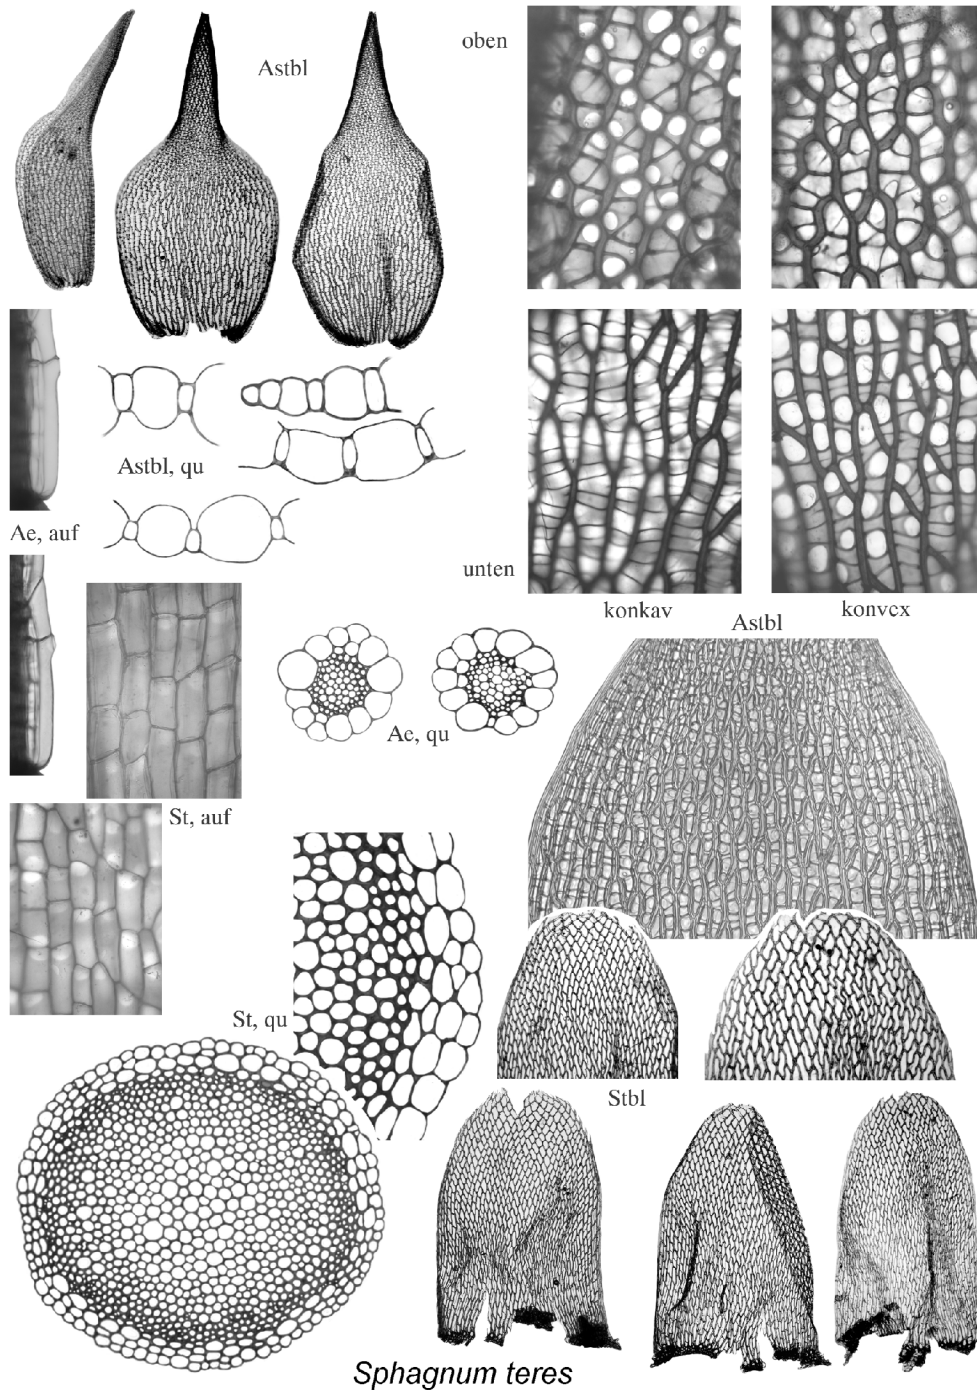 Astbl
oben
Astbl, qu
Ae, auf
unten
konkav
konvex
Astbl
Ae, qu
St, auf
St, qu
Stbl
Sphagnum teres